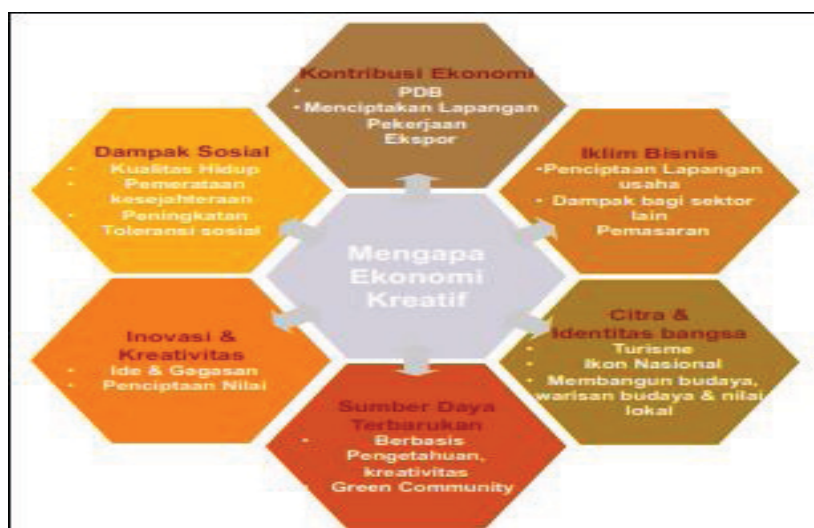 Kontribusi Ekonomi
• PDB
• Menciptakan Lapangan
Pekerjaan
Ekspor
Dampak Sosial
• Kualitas Hidup
• Pemerataan
kesejahteraan
• Peningkatan
Toleransi sosial
Iklim Bisnis
•Penciptaan Lapangan
usaha
• Dampak bagi sektor
lain
Pemasaran
Mengapa
Ekonomi
Kreatif
Inovasi &
Kreativitas
• Ide & Gagasan
• Penciptaan Nilai
Citra &
Identitas bangsa
• Turisme
• Ikon Nasional
• Membangun budaya,
warisan budaya & nilai
lokal
Sumber Daya
Terbarukan
• Berbasis
Pengetahuan,
kreativitas
• Green Community